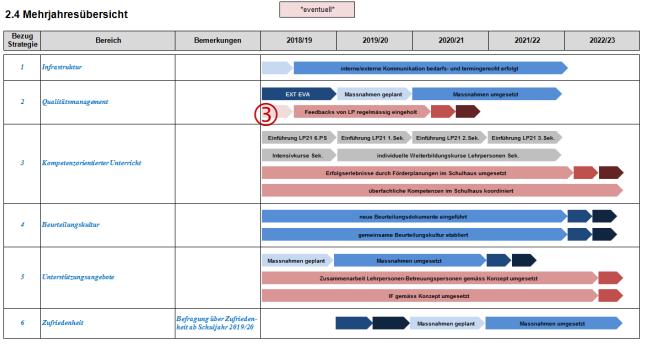 2.4 Mehrjahresübersicht
"eventuell"
Bezug Strategie
Bereich
Bemerkungen
2018/19
2019/20
2020/21
2021/22
2022/23
1
Infrastruktur
interne/externe Kommunikation bedarfs- und termingerecht erfolgt
2
Qualitätsmanagement
EXT EVA
Massnahmen geplant
Massnahmen umgesetzt
3
Feedbacks von LP regelmässig eingeholt
3
Kompetenzorientierter Unterricht
Einführung LP21 6.PS
Einführung LP21 1.Sek.
Einführung LP21 2.Sek.
Einführung LP21 3.Sek.
Intensivkurse Sek.
individuelle Weiterbildungskurse Lehrpersonen Sek.
Erfolgserlebnisse durch Förderplanungen im Schulhaus umgesetzt
überfachliche Kompetenzen im Schulhaus koordiniert
4
Beurteilungskultur
neue Beurteilungsdokumente eingeführt
gemeinsame Beurteilungskultur etabliert
5
Unterstützungsangebote
Massnahmen geplant
Massnahmen umgesetzt
Zusammenarbeit Lehrpersonen-Betreuungspersonen gemäss Konzept umgesetzt
IF gemäss Konzept umgesetzt
6
Zufriedenheit
Befragung über Zufrieden-
heit ab Schuljahr 2019/20
Massnahmen geplant
Massnahmen umgesetzt